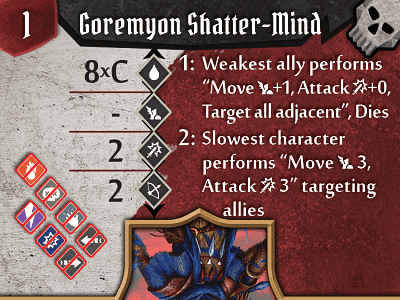 1
Goremyon Shatter-Mind
8xC
-
2
2
1: Weakest ally performs
“Move +1, Attack +0,
Target all adjacent”, Dies
2: Slowest character
performs “Move 3,
Attack 3” targeting
allies